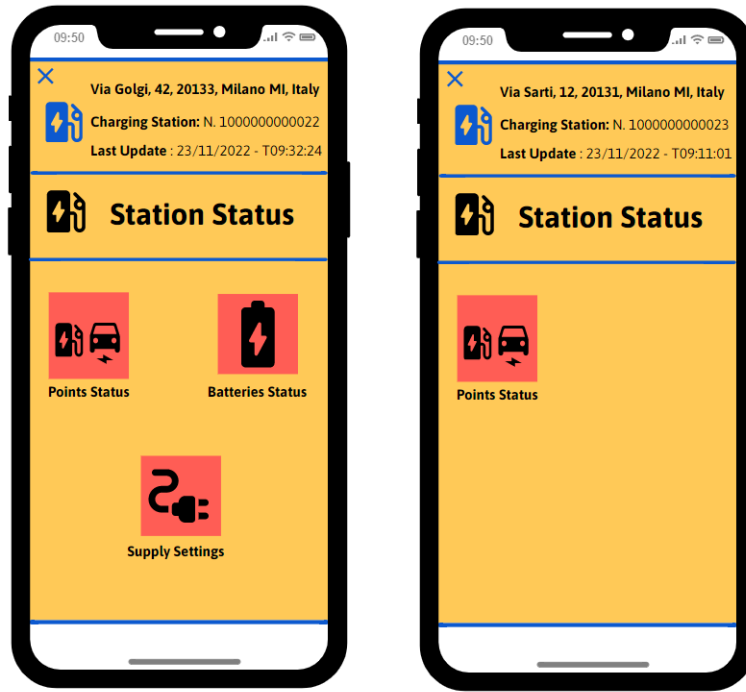 09:50
Via Golgi, 42, 20133, Milano MI, Italy
Charging Station: N. 1000000000022
Last Update : 23/11/2022 - T09:32:24
Station Status
Points Status
Batteries Status
Supply Settings
09:50
Via Sarti, 12, 20131, Milano MI, Italy
Charging Station: N. 1000000000023
Last Update : 23/11/2022 - T09:11:01
Station Status
Points Status